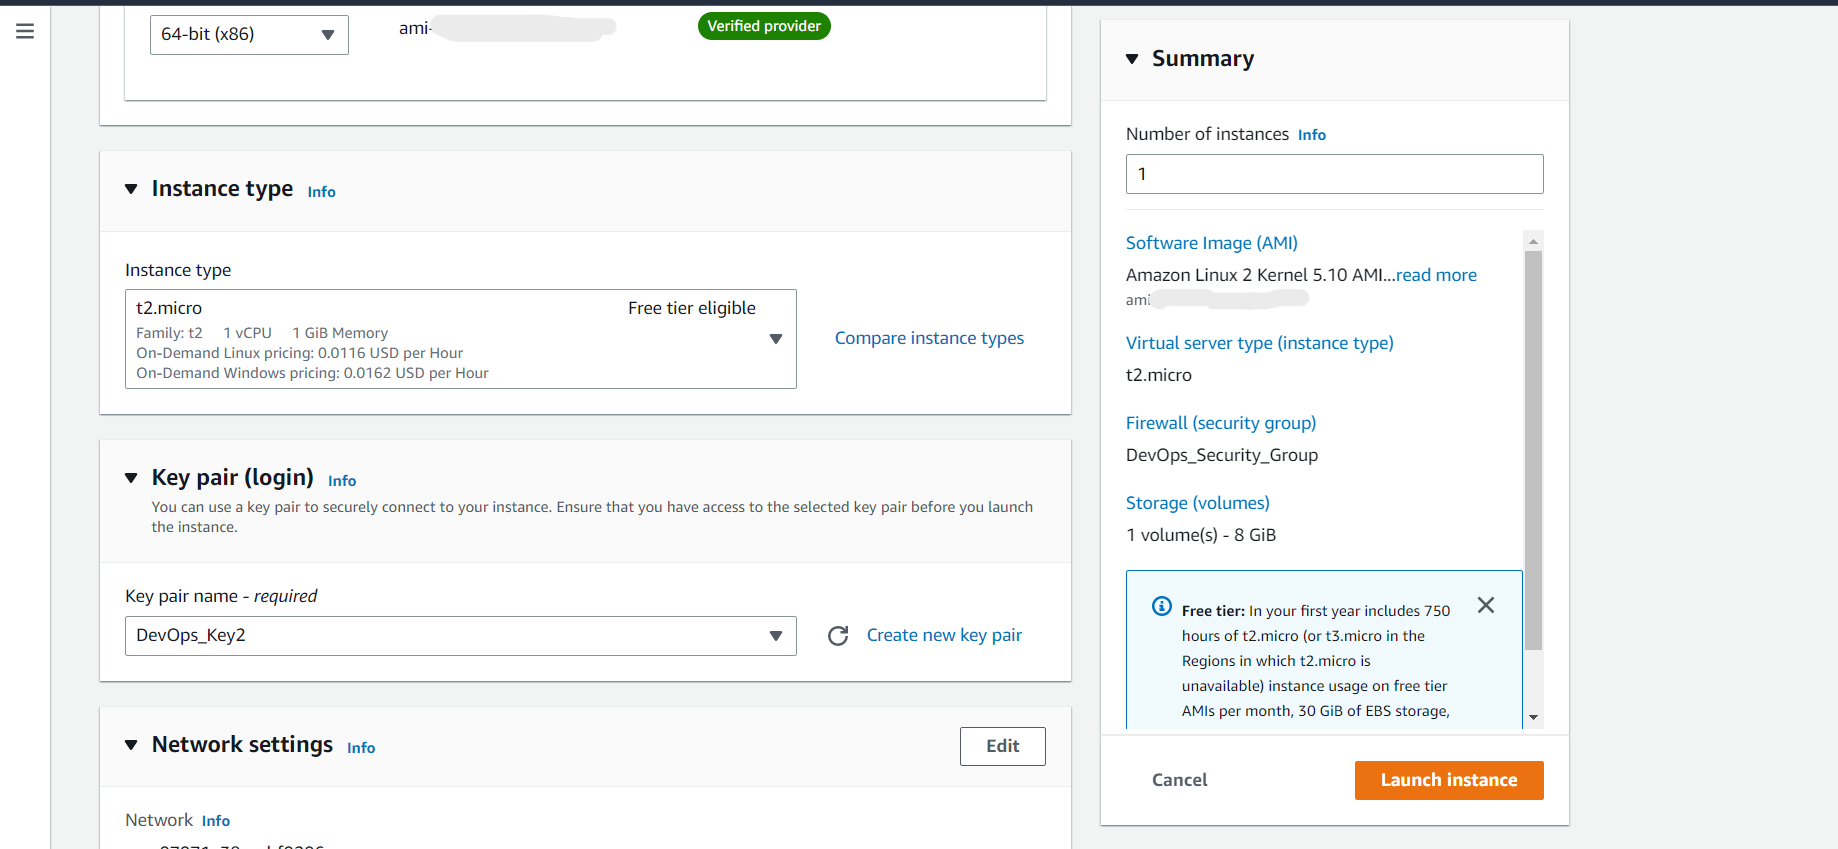 64-bit (x86)
ami-
Verified provider
Instance type Info
Instance type
t2.micro Free tier eligible
Family: t2 1 vCPU 1 GiB Memory
On-Demand Linux pricing: 0.0116 USD per Hour
On-Demand Windows pricing: 0.0162 USD per Hour
Compare instance types
Key pair (login) Info
You can use a key pair to securely connect to your instance. Ensure that you have access to the selected key pair before you launch
the instance.
Key pair name - required
DevOps_Key2
Create new key pair
Network settings Info
Edit
Network Info
Summary
Number of instances Info
1
Software Image (AMI)
Amazon Linux 2 Kernel 5.10 AMI...read more
ami
Virtual server type (instance type)
t2.micro
Firewall (security group)
DevOps_Security_Group
Storage (volumes)
1 volume(s) - 8 GiB
Free tier: In your first year includes 750
hours of t2.micro (or t3.micro in the
Regions in which t2.micro is
unavailable) instance usage on free tier
AMIs per month, 30 GiB of EBS storage,
Cancel
Launch instance